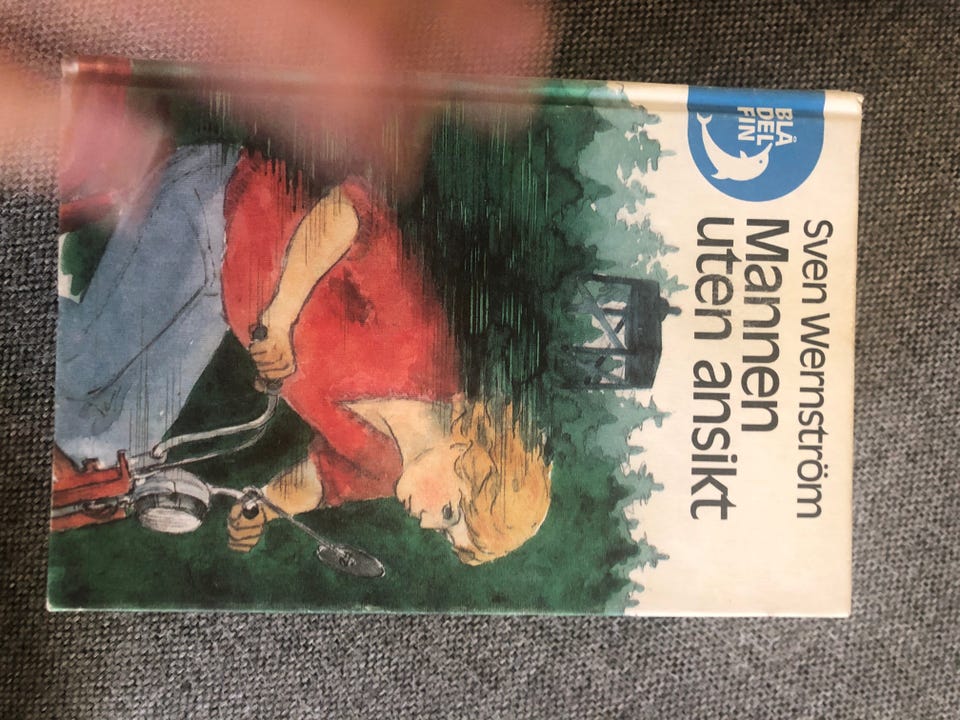 BLÅ
DEL
FIN
Sven Wernström
Mannen
uten ansikt